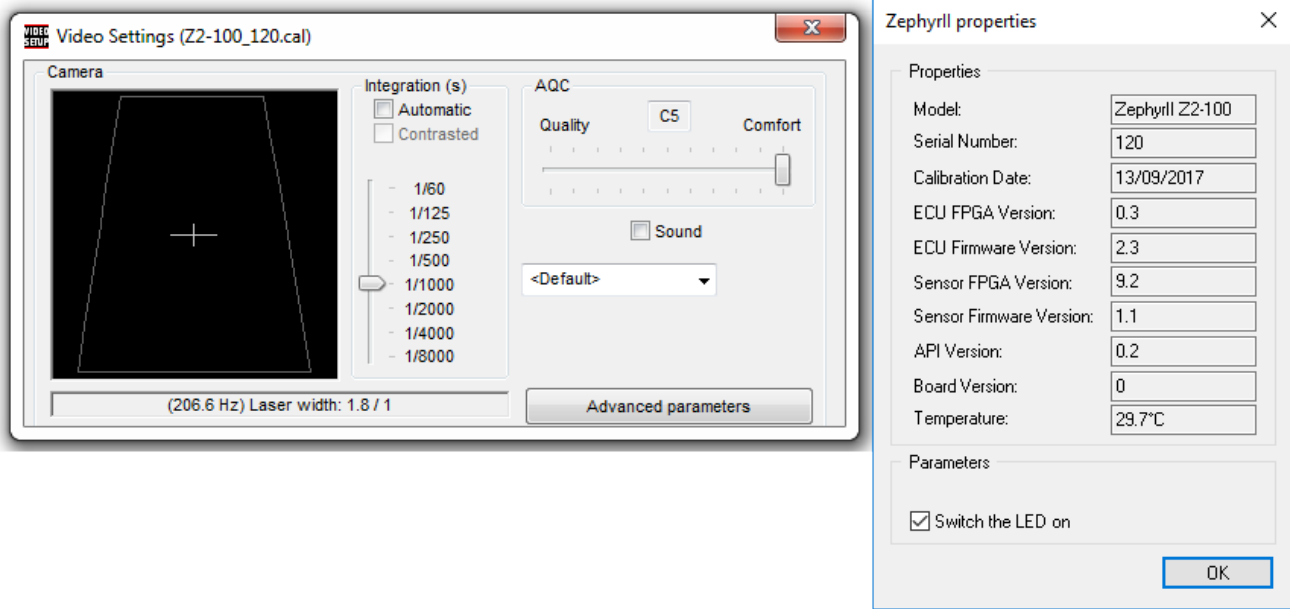 VIDEO
SETUP
Video Settings (Z2-100_120.cal)
Camera
Integration (s)
Automatic
Contrasted
1/60
1/125
1/250
1/500
1/1000
1/2000
1/4000
1/8000
AQC
Quality
C5
Comfort
Sound
<Default>
(206.6 Hz) Laser width: 1.8 / 1
Advanced parameters
ZephyrII properties
Properties
Model: ZephyrII Z2-100
Serial Number: 120
Calibration Date: 13/09/2017
ECU FPGA Version: 0.3
ECU Firmware Version: 2.3
Sensor FPGA Version: 9.2
Sensor Firmware Version: 1.1
API Version: 0.2
Board Version: 0
Temperature: 29.7°C
Parameters
Switch the LED on
OK